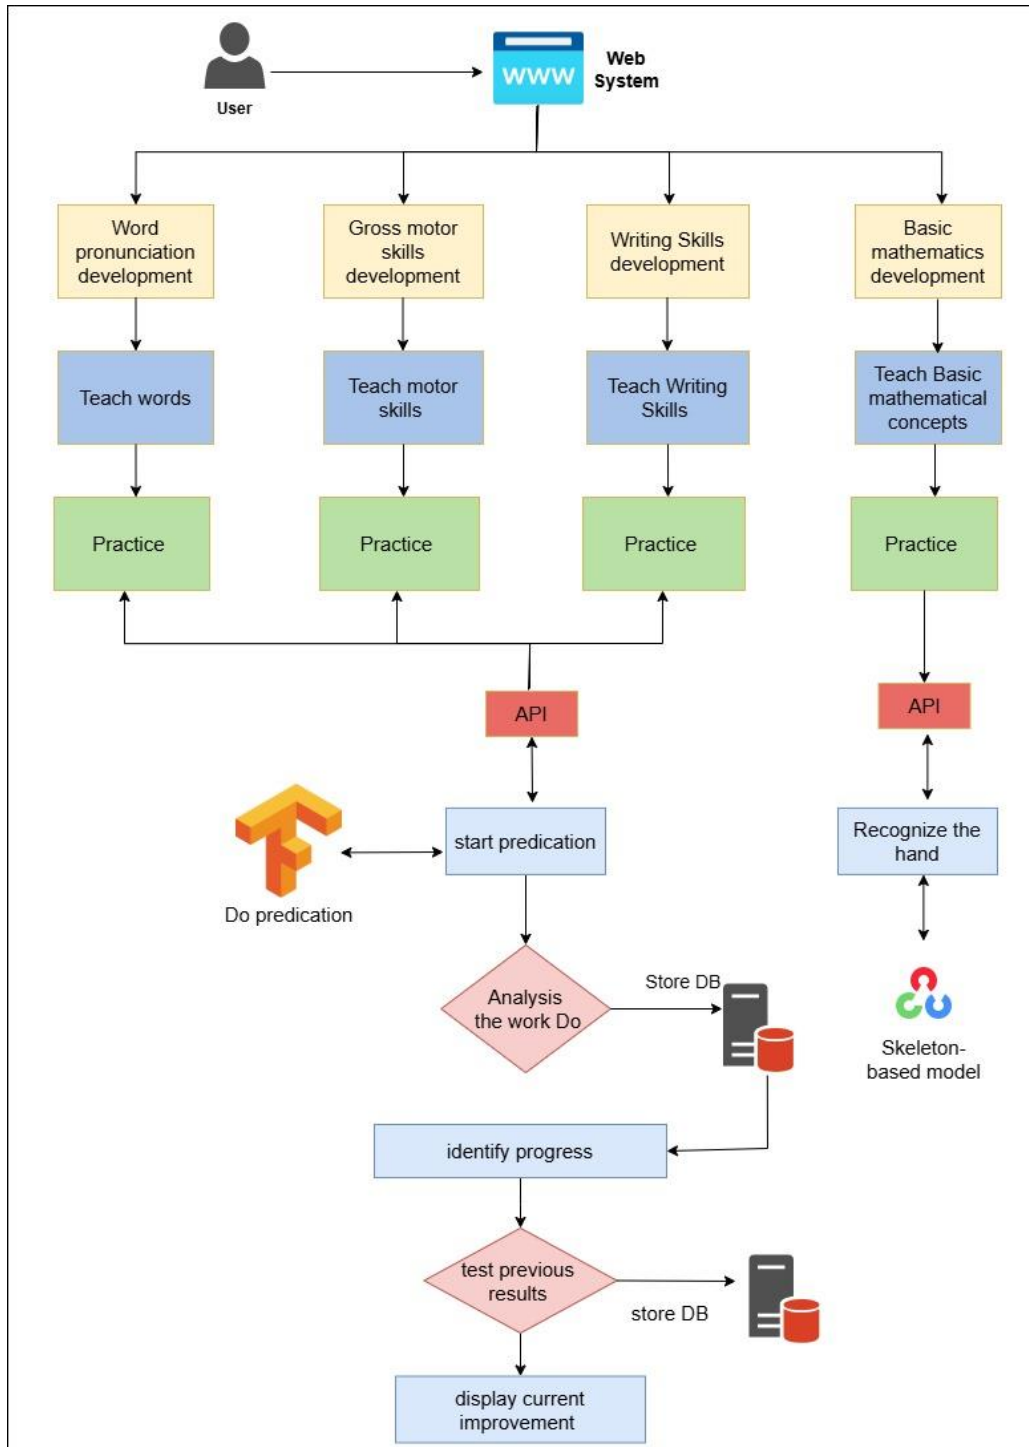 User
WWW
Web
System
Word
pronunciation
development
Gross motor
skills
development
Writing Skills
development
Basic
mathematics
development
Teach words
Teach motor
skills
Teach Writing
Skills
Teach Basic
mathematical
concepts
Practice
Practice
Practice
Practice
API
API
start predication
Do predication
Recognize the
hand
Analysis
the work Do
Store DB
Skeleton-
based model
identify progress
test previous
results
store DB
display current
improvement